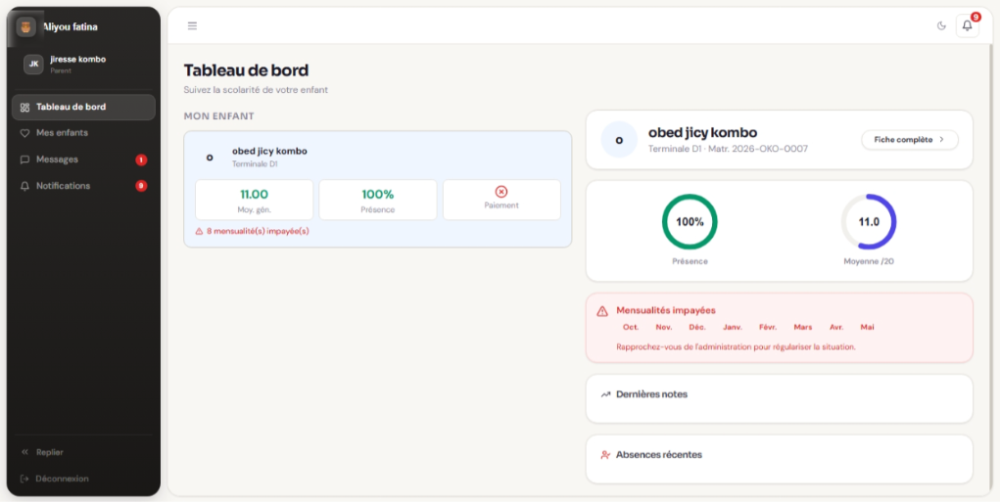 Aliyou fatina
JK
jiresse kombo
Parent
Tableau de bord
Mes enfants
Messages
1
Notifications
9
Replier
Déconnexion
9
Tableau de bord
Suivez la scolarité de votre enfant
MON ENFANT
o
obed jicy kombo
Terminale D1
11.00
Moy. gén.
100%
Présence
Paiement
8 mensualité(s) impayée(s)
o
obed jicy kombo
Terminale D1 · Matr. 2026-OKO-0007
Fiche complète
100%
Présence
11.0
Moyenne /20
Mensualités impayées
Oct. Nov. Déc. Janv. Févr. Mars Avr. Mai
Rapprochez-vous de l'administration pour régulariser la situation.
Dernières notes
Absences récentes